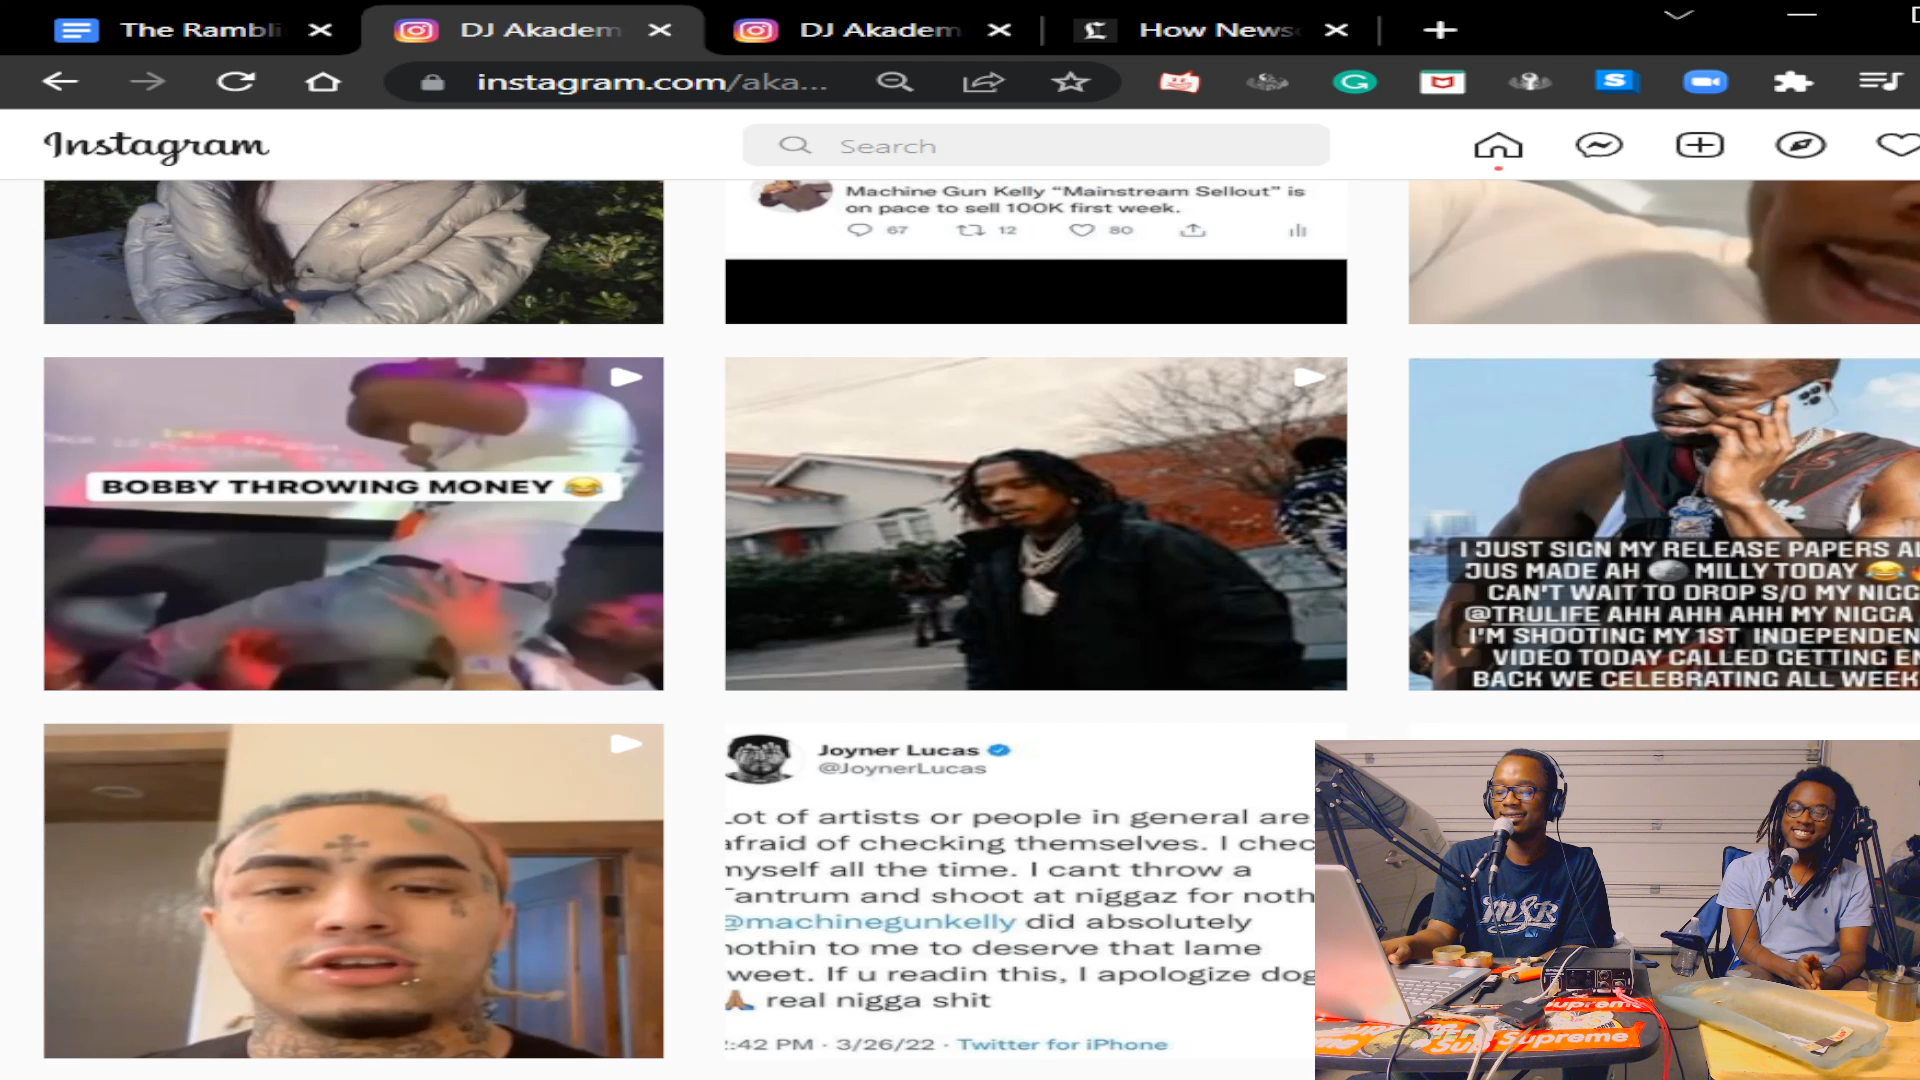 The Rambli
DJ Akadem
DJ Akadem
How News
instagram.com/aka...
Instagram
Search
Machine Gun Kelly “Mainstream Sellout” is
on pace to sell 100K first week.
67 12 80
BOBBY THROWING MONEY 😂
I JUST SIGN MY RELEASE PAPERS
JUS MADE AH MILLY TODAY 😂
CAN'T WAIT TO DROP S/O MY NIGG
@TRULIFE AHH AHH AHH MY NIGGA
I'M SHOOTING MY 1ST INDEPENDEN
VIDEO TODAY CALLED GETTING E
BACK WE CELEBRATING ALL WEEK
Joyner Lucas
@JoynerLucas
Lot of artists or people in general are
afraid of checking themselves. I chec
myself all the time. I cant throw a
Tantrum and shoot at niggaz for noth
@machinegunkelly did absolutely
nothin to me to deserve that lame
tweet. If u readin this, I apologize dog
🙏🏽 real nigga shit
:42 PM · 3/26/22 · Twitter for iPhone
M&R
Supreme
Supreme